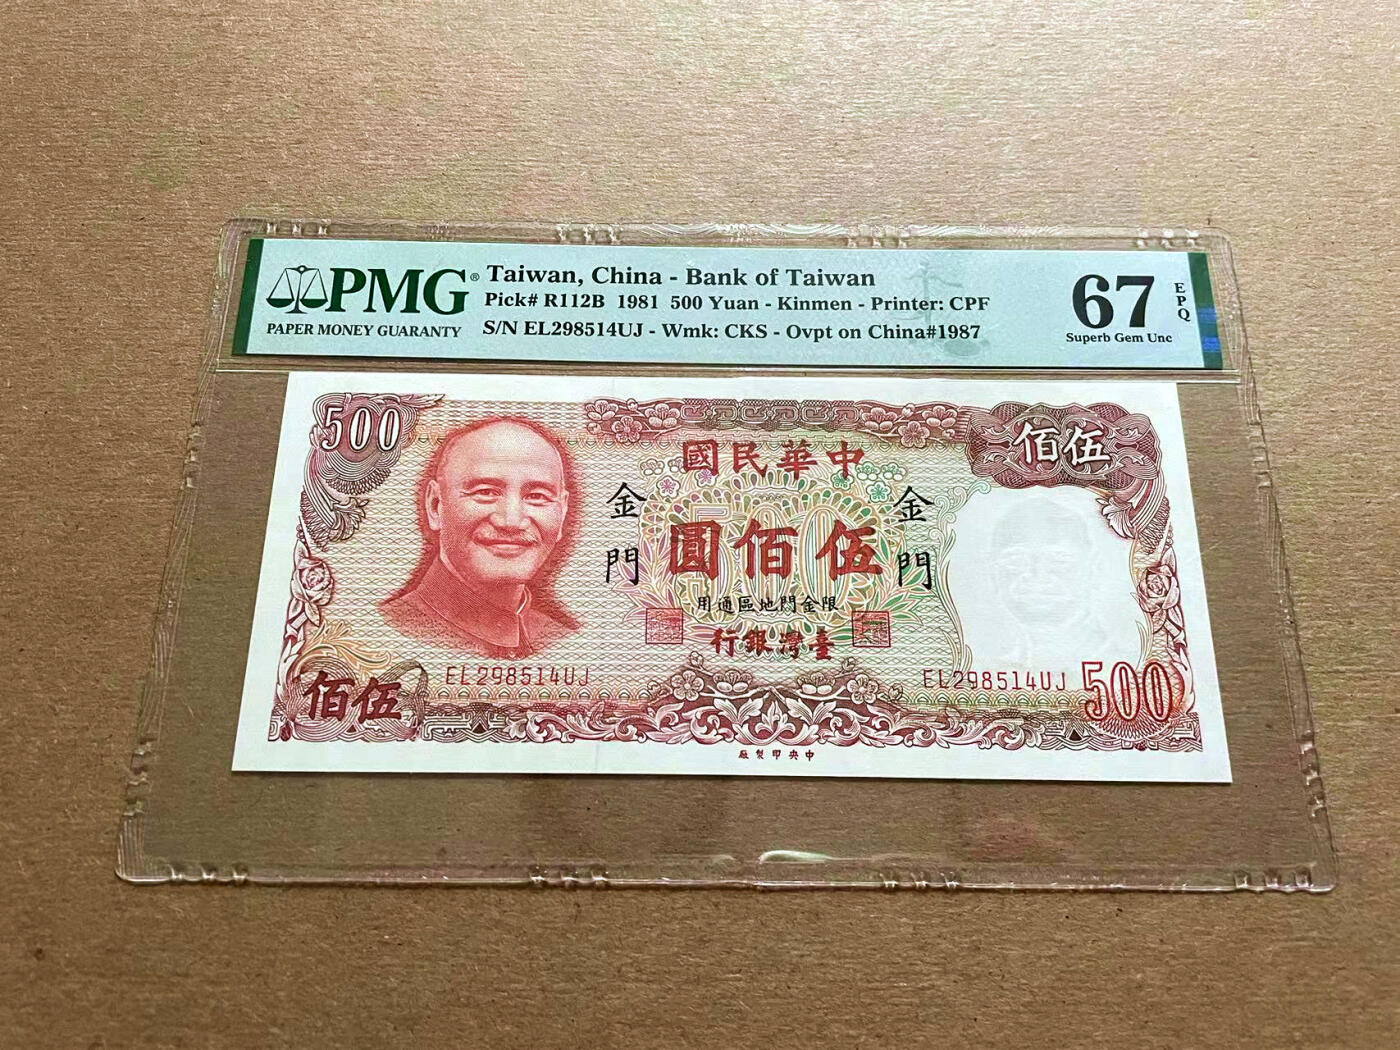 PMG®
PAPER MONEY GUARANTY
Taiwan, China - Bank of Taiwan
Pick# R112B 1981 500 Yuan - Kinmen - Printer: CPF
S/N EL298514UJ - Wmk: CKS - Ovpt on China#1987
67
EPQ
Superb Gem Unc
500
佰伍
國民華中
金門
圓佰伍
金門
用通區地門金限
行銀灣臺
EL298514UJ
EL298514UJ
佰伍
500
廠製印央中